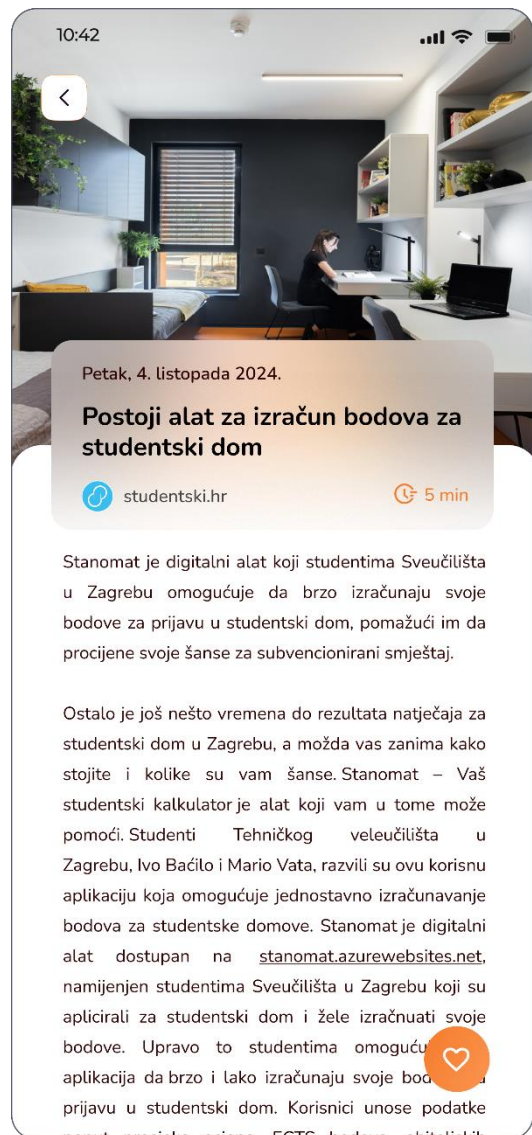 10:42
Petak, 4. listopada 2024.
Postoji alat za izračun bodova za
studentski dom
studentski.hr
5 min
Stanomat je digitalni alat koji studentima Sveučilišta
u Zagrebu omogućuje da brzo izračunaju svoje
bodove za prijavu u studentski dom, pomažući im da
procijene svoje šanse za subvencionirani smještaj.
Ostalo je još nešto vremena do rezultata natječaja za
studentski dom u Zagrebu, a možda vas zanima kako
stojite i kolike su vam šanse. Stanomat – Vaš
studentski kalkulator je alat koji vam u tome može
pomoći. Studenti Tehničkog veleučilišta u
Zagrebu, Ivo Baćilo i Mario Vata, razvili su ovu korisnu
aplikaciju koja omogućuje jednostavno izračunavanje
bodova za studentske domove. Stanomat je digitalni
alat dostupan na stanomat.azurewebsites.net,
namijenjen studentima Sveučilišta u Zagrebu koji su
aplicirali za studentski dom i žele izračnuati svoje
bodove. Upravo to studentima
aplikacija da brzo i lako izračunaju svoje
prijavu u studentski dom. Korisnici unose podatke